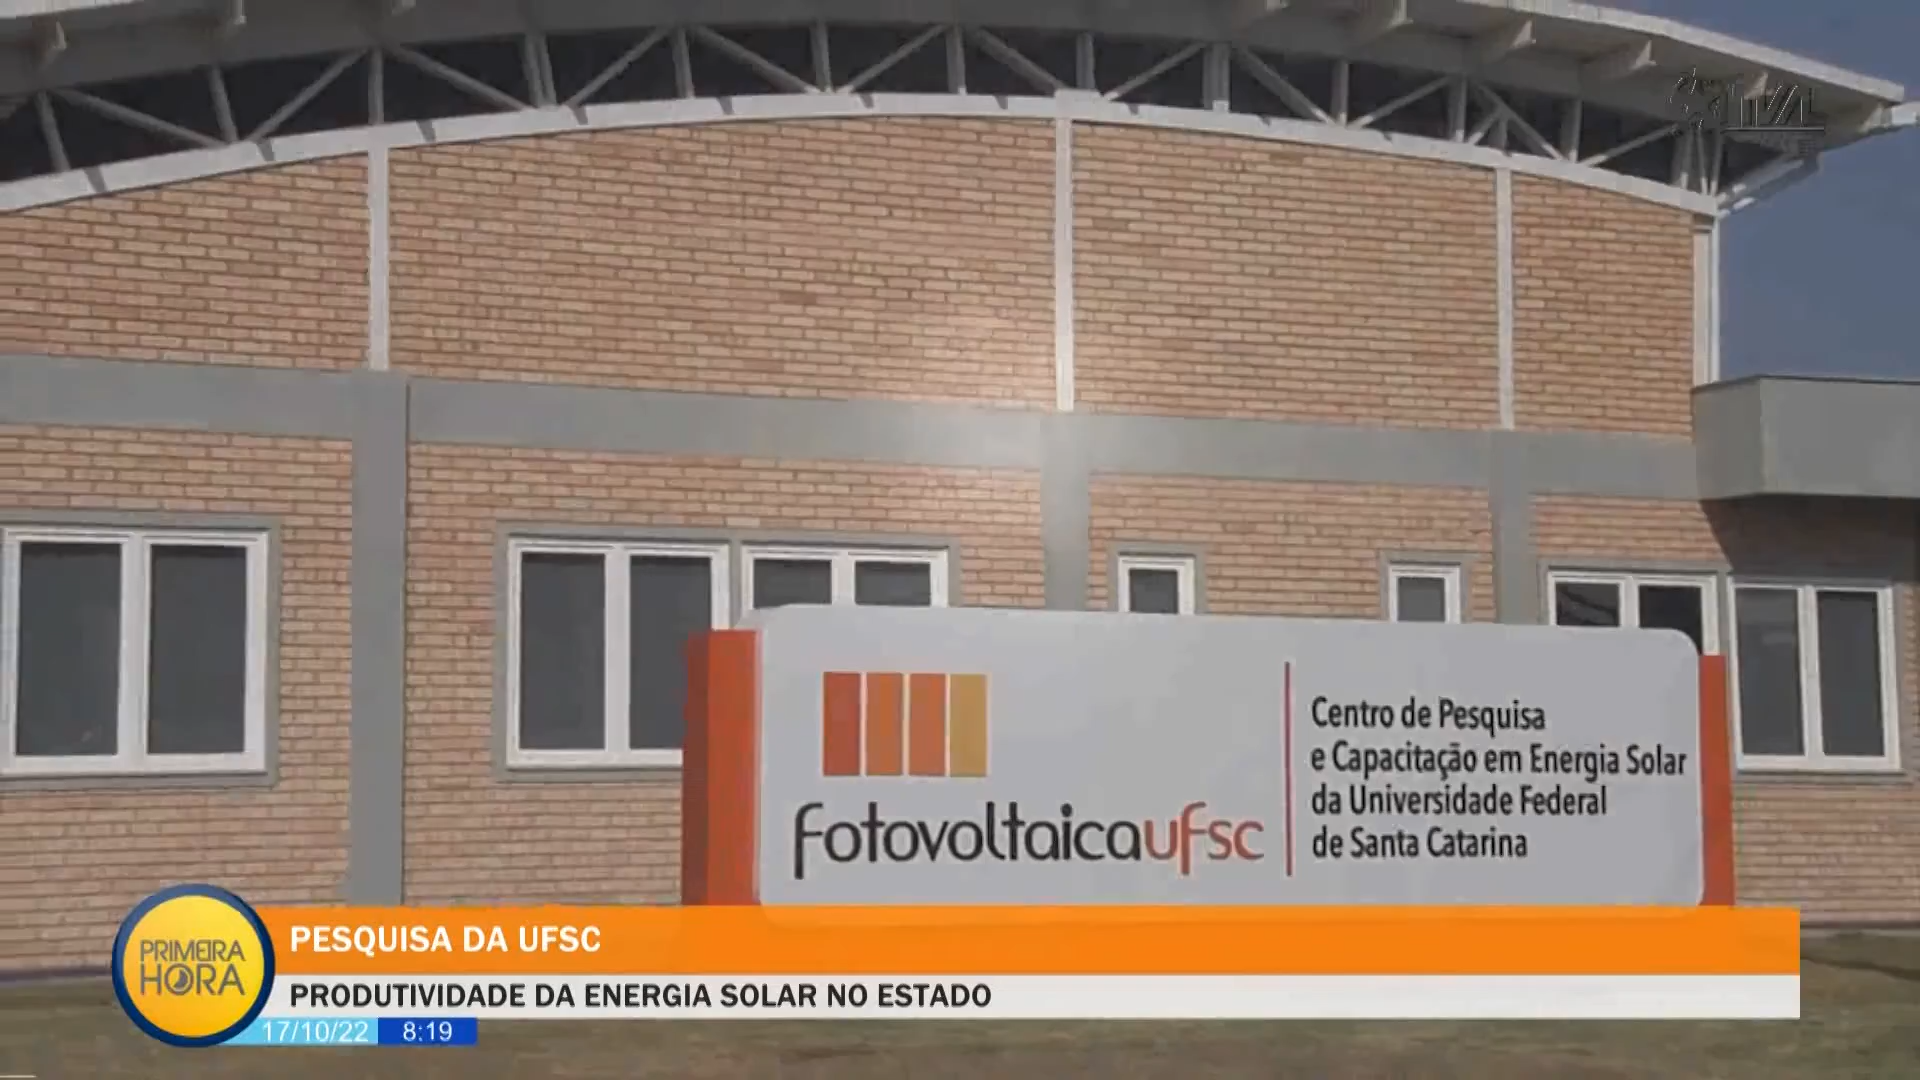 fotovoltaicaufsc
Centro de Pesquisa
e Capacitação em Energia Solar
da Universidade Federal
de Santa Catarina
PRIMEIRA
HORA
PESQUISA DA UFSC
PRODUTIVIDADE DA ENERGIA SOLAR NO ESTADO
17/10/22
8:19